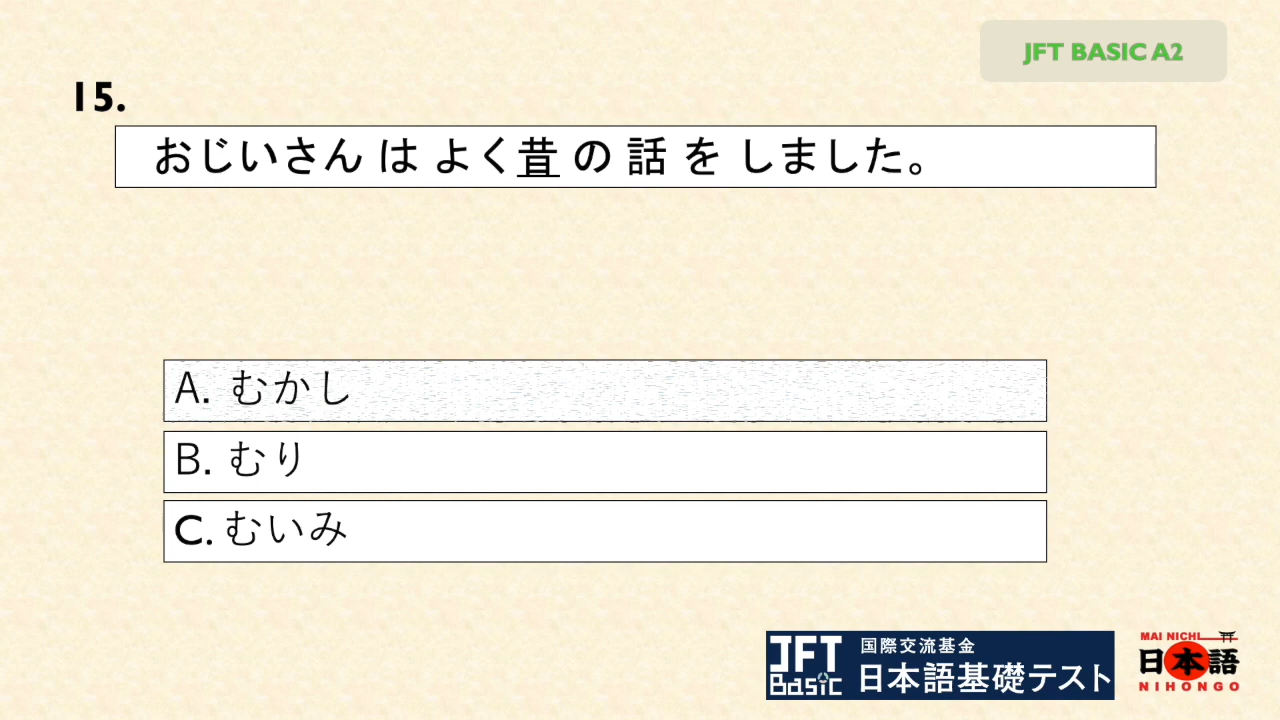 JFT BASIC A2
15.
おじいさん は よく昔 の 話 を しました。
A. むかし
B. むり
C. むいみ
JFT Basic
国際交流基金
日本語基礎テスト
MAI NICHI
日本語
NIHONGO